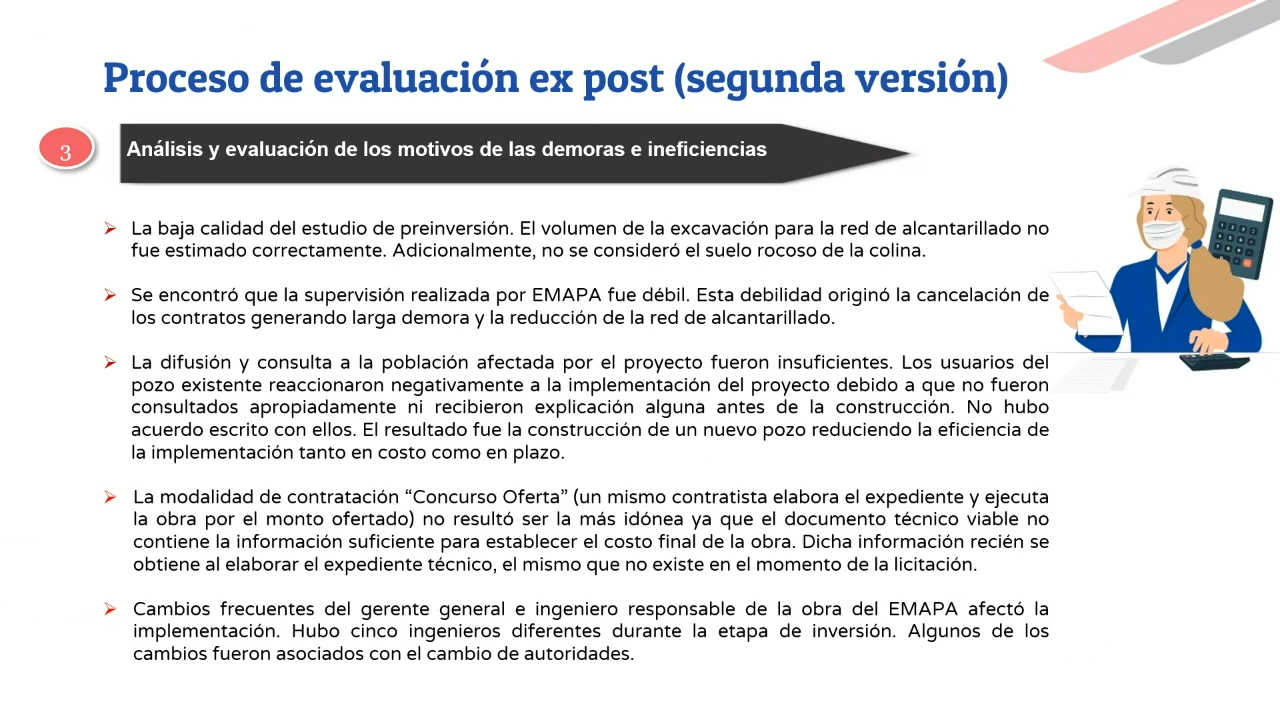 Proceso de evaluación ex post (segunda versión)
3
Análisis y evaluación de los motivos de las demoras e ineficiencias
La baja calidad del estudio de preinversión. El volumen de la excavación para la red de alcantarillado no
fue estimado correctamente. Adicionalmente, no se consideró el suelo rocoso de la colina.
Se encontró que la supervisión realizada por EMAPA fue débil. Esta debilidad originó la cancelación de
los contratos generando larga demora y la reducción de la red de alcantarillado.
La difusión y consulta a la población afectada por el proyecto fueron insuficientes. Los usuarios del
pozo existente reaccionaron negativamente a la implementación del proyecto debido a que no fueron
consultados apropiadamente ni recibieron explicación alguna antes de la construcción. No hubo
acuerdo escrito con ellos. El resultado fue la construcción de un nuevo pozo reduciendo la eficiencia de
la implementación tanto en costo como en plazo.
La modalidad de contratación “Concurso Oferta” (un mismo contratista elabora el expediente y ejecuta
la obra por el monto ofertado) no resultó ser la más idónea ya que el documento técnico viable no
contiene la información suficiente para establecer el costo final de la obra. Dicha información recién se
obtiene al elaborar el expediente técnico, el mismo que no existe en el momento de la licitación.
Cambios frecuentes del gerente general e ingeniero responsable de la obra del EMAPA afectó la
implementación. Hubo cinco ingenieros diferentes durante la etapa de inversión. Algunos de los
cambios fueron asociados con el cambio de autoridades.